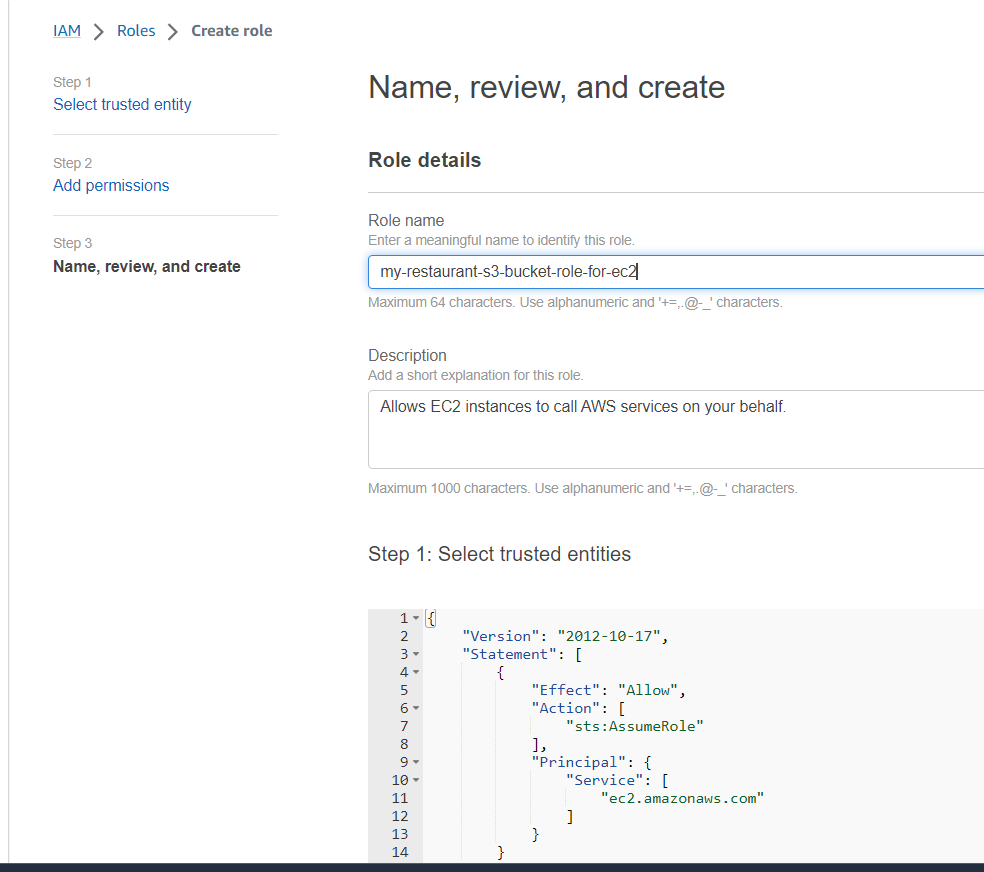 IAM > Roles > Create role
Step 1
Select trusted entity
Step 2
Add permissions
Step 3
Name, review, and create
Name, review, and create
Role details
Role name
Enter a meaningful name to identify this role.
my-restaurant-s3-bucket-role-for-ec2
Maximum 64 characters. Use alphanumeric and '+=,.@-_' characters.
Description
Add a short explanation for this role.
Allows EC2 instances to call AWS services on your behalf.
Maximum 1000 characters. Use alphanumeric and '+=,.@-_' characters.
Step 1: Select trusted entities
1 {
2     "Version": "2012-10-17",
3     "Statement": [
4         {
5             "Effect": "Allow",
6             "Action": [
7                 "sts:AssumeRole"
8             ],
9             "Principal": {
10                 "Service": [
11                     "ec2.amazonaws.com"
12                 ]
13             }
14         }